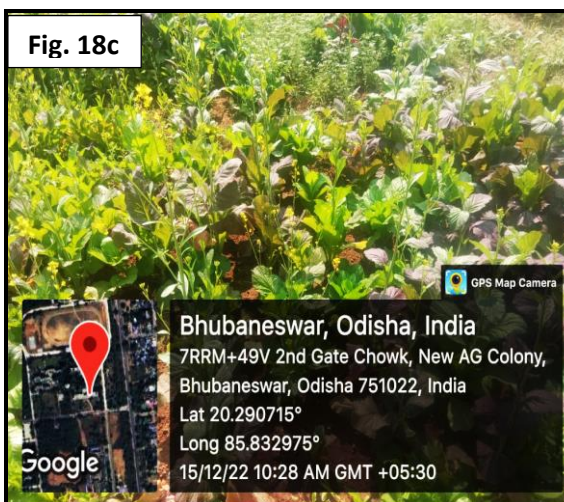 Fig. 18c
GPS Map Camera
Bhubaneswar, Odisha, India
7RRM+49V 2nd Gate Chowk, New AG Colony,
Bhubaneswar, Odisha 751022, India
Lat 20.290715°
Long 85.832975°
15/12/22 10:28 AM GMT +05:30
Google